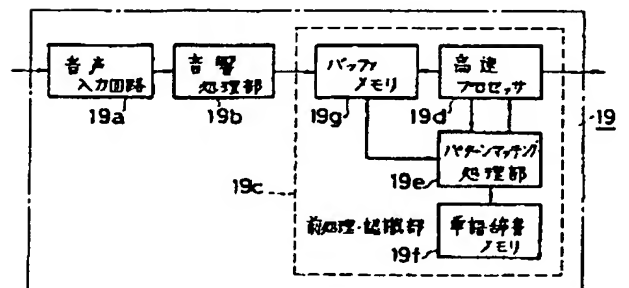 音声
入力回路
19a
音響
処理部
19b
バッファ
メモリ
19g
高速
プロセッサ
19d
19
パターンマッチング
処理部
19e
19c
前処理・認識部
単語辞書
メモリ
19f